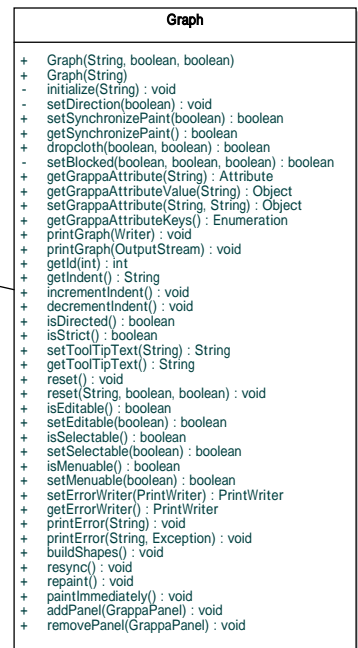 Graph
+ Graph(String, boolean, boolean)
+ Graph(String)
- initialize(String) : void
- setDirection(boolean) : void
+ setSynchronizePaint(boolean) : boolean
+ getSynchronizePaint() : boolean
+ dropcloth(boolean, boolean) : boolean
- setBlocked(boolean, boolean, boolean) : boolean
+ getGrappaAttribute(String) : Attribute
+ getGrappaAttributeValue(String) : Object
+ setGrappaAttribute(String, String) : Object
+ getGrappaAttributeKeys() : Enumeration
+ printGraph(Writer) : void
+ printGraph(OutputStream) : void
+ getId(int) : int
+ getIndent() : String
+ incrementIndent() : void
+ decrementIndent() : void
+ isDirected() : boolean
+ isStrict() : boolean
+ setToolTipText(String) : String
+ getToolTipText() : String
+ reset() : void
+ reset(String, boolean, boolean) : void
+ isEditable() : boolean
+ setEditable(boolean) : boolean
+ isSelectable() : boolean
+ setSelectable(boolean) : boolean
+ isMenuable() : boolean
+ setMenuable(boolean) : boolean
+ setErrorWriter(PrintWriter) : PrintWriter
+ getErrorWriter() : PrintWriter
+ printError(String) : void
+ printError(String, Exception) : void
+ buildShapes() : void
+ resync() : void
+ repaint() : void
+ paintImmediately() : void
+ addPanel(GrappaPanel) : void
+ removePanel(GrappaPanel) : void